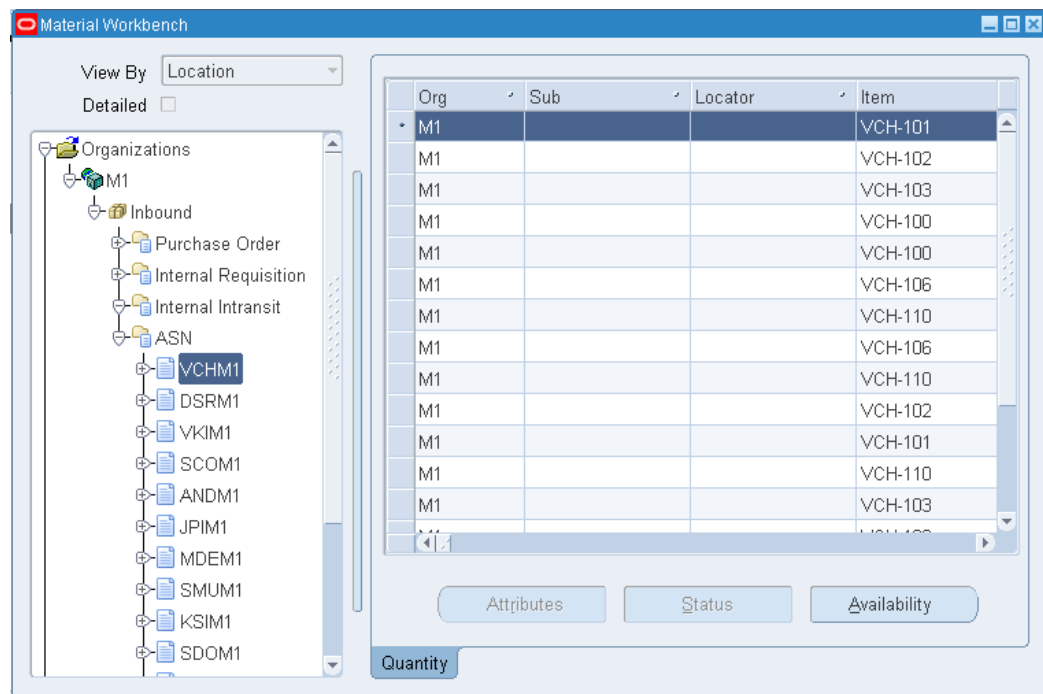 Material Workbench
View By Location
Detailed
Organizations
M1
Inbound
Purchase Order
Internal Requisition
Internal Intransit
ASN
VCHM1
DSRM1
VKIM1
SCOM1
ANDM1
JPIM1
MDEM1
SMUM1
KSIM1
SDOM1
Org Sub Locator Item
M1 VCH-101
M1 VCH-102
M1 VCH-103
M1 VCH-100
M1 VCH-100
M1 VCH-106
M1 VCH-110
M1 VCH-106
M1 VCH-110
M1 VCH-102
M1 VCH-101
M1 VCH-110
M1 VCH-103
Attributes Status Availability
Quantity